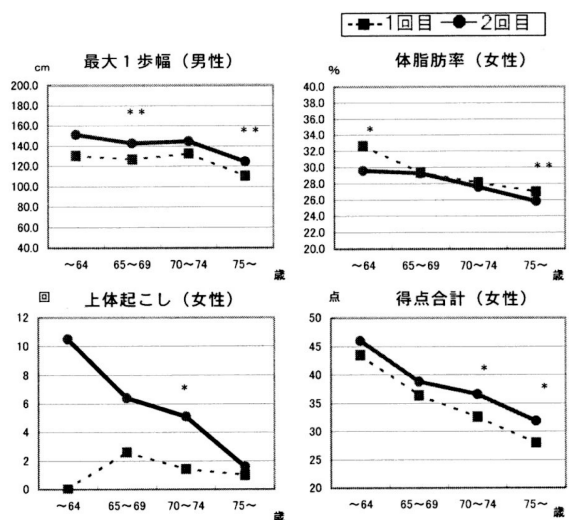 1回目 2回目
最大1歩幅(男性)
cm
200.0
180.0
160.0
140.0
120.0
100.0
80.0
60.0
40.0
**
**
~64 65~69 70~74 75~
歳
体脂肪率(女性)
%
40.0
38.0
36.0
34.0
32.0
30.0
28.0
26.0
24.0
22.0
20.0
*
**
~64 65~69 70~74 75~
歳
上体起こし(女性)
回
12
10
8
6
4
2
0
*
~64 65~69 70~74 75~
歳
得点合計(女性)
点
50
45
40
35
30
25
20
*
*
~64 65~69 70~74 75~
歳